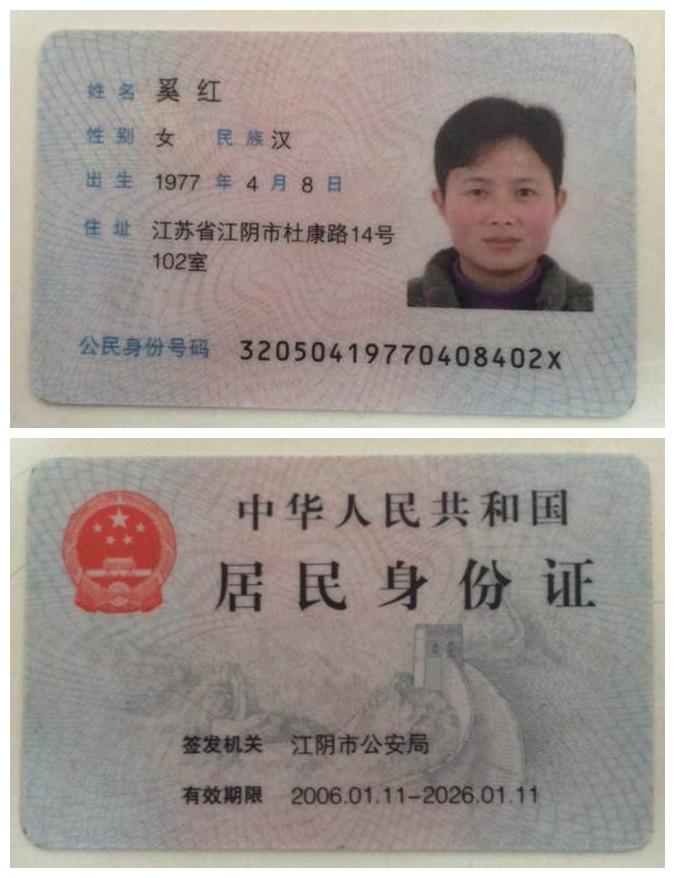 姓名 奚红
性别 女 民族 汉
出生 1977 年 4 月 8 日
住址 江苏省江阴市杜康路14号
102室
公民身份号码 32050419770408402X
中华人民共和国
居民身份证
签发机关 江阴市公安局
有效期限 2006.01.11-2026.01.11